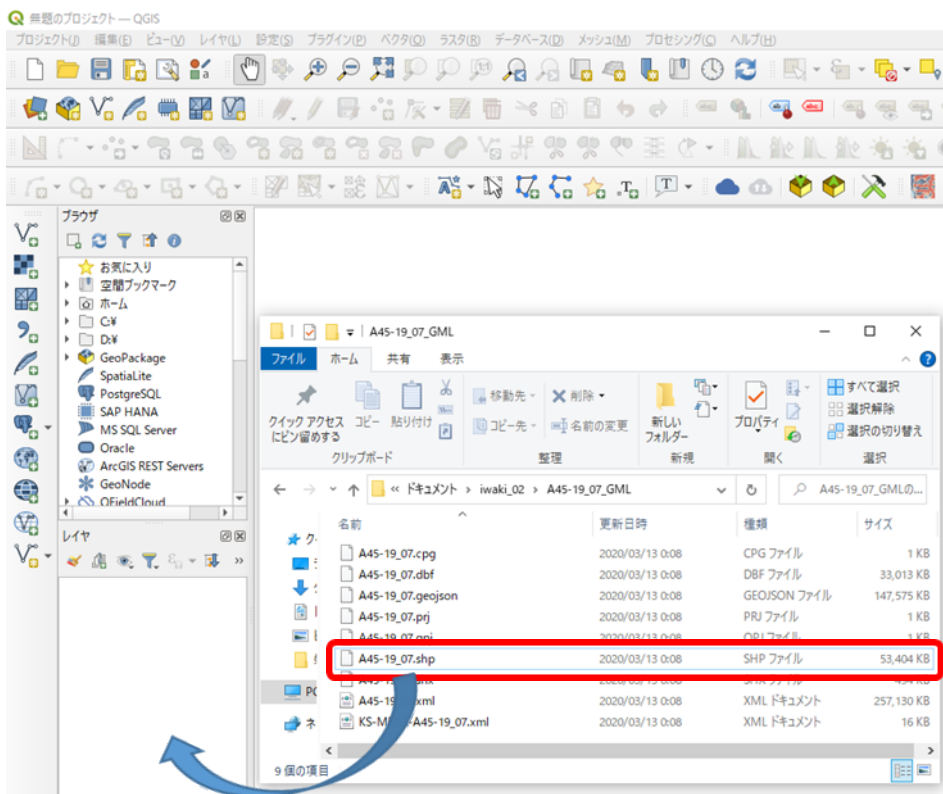 無題のプロジェクト — QGIS
プロジェクト(J) 編集(E) ビュー(V) レイヤ(L) 設定(S) プラグイン(P) ベクタ(O) ラスタ(R) データベース(D) メッシュ(M) プロセシング(C) ヘルプ(H)
ブラウザ
お気に入り
空間ブックマーク
ホーム
C:¥
D:¥
GeoPackage
SpatiaLite
PostgreSQL
SAP HANA
MS SQL Server
Oracle
ArcGIS REST Servers
GeoNode
QFieldCloud
レイヤ
A45-19_07_GML
ファイル ホーム 共有 表示
クイック アクセスにピン留めする
コピー 貼り付け
移動先 削除
コピー先 名前の変更
新しいフォルダー
プロパティ
すべて選択
選択解除
選択の切り替え
クリップボード 整理 新規 開く 選択
« ドキュメント › iwaki_02 › A45-19_07_GML
A45-19_07_GMLの...
名前 更新日時 種類 サイズ
A45-19_07.cpg 2020/03/13 0:08 CPG ファイル 1 KB
A45-19_07.dbf 2020/03/13 0:08 DBF ファイル 33,013 KB
A45-19_07.geojson 2020/03/13 0:08 GEOJSON ファイル 147,575 KB
A45-19_07.prj 2020/03/13 0:08 PRJ ファイル 1 KB
A45-19_07.shp 2020/03/13 0:08 SHP ファイル 53,404 KB
2020/03/13 0:08 XML ドキュメント 257,130 KB
A45-19_07.xml 2020/03/13 0:08 XML ドキュメント 16 KB
PC
9 個の項目